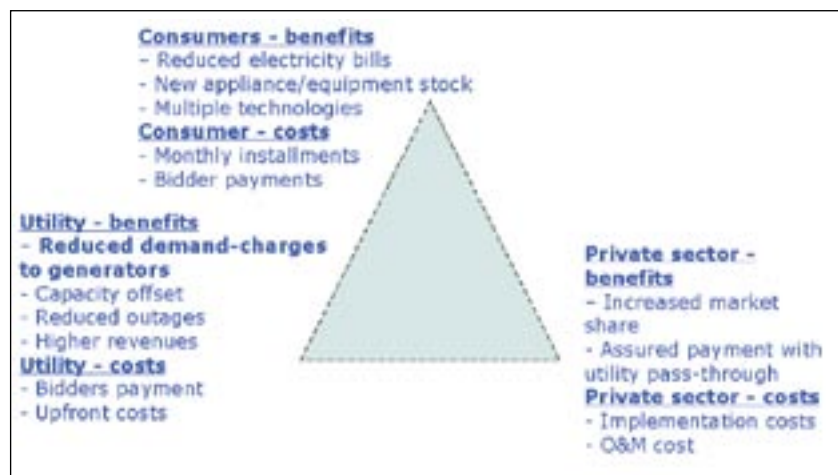 Consumers - benefits
- Reduced electricity bills
- New appliance/equipment stock
- Multiple technologies
Consumer - costs
- Monthly installments
- Bidder payments
Utility - benefits
- Reduced demand-charges
to generators
- Capacity offset
- Reduced outages
- Higher revenues
Utility - costs
- Bidders payment
- Upfront costs
Private sector -
benefits
- Increased market
share
- Assured payment with
utility pass-through
Private sector - costs
- Implementation costs
- O&M cost